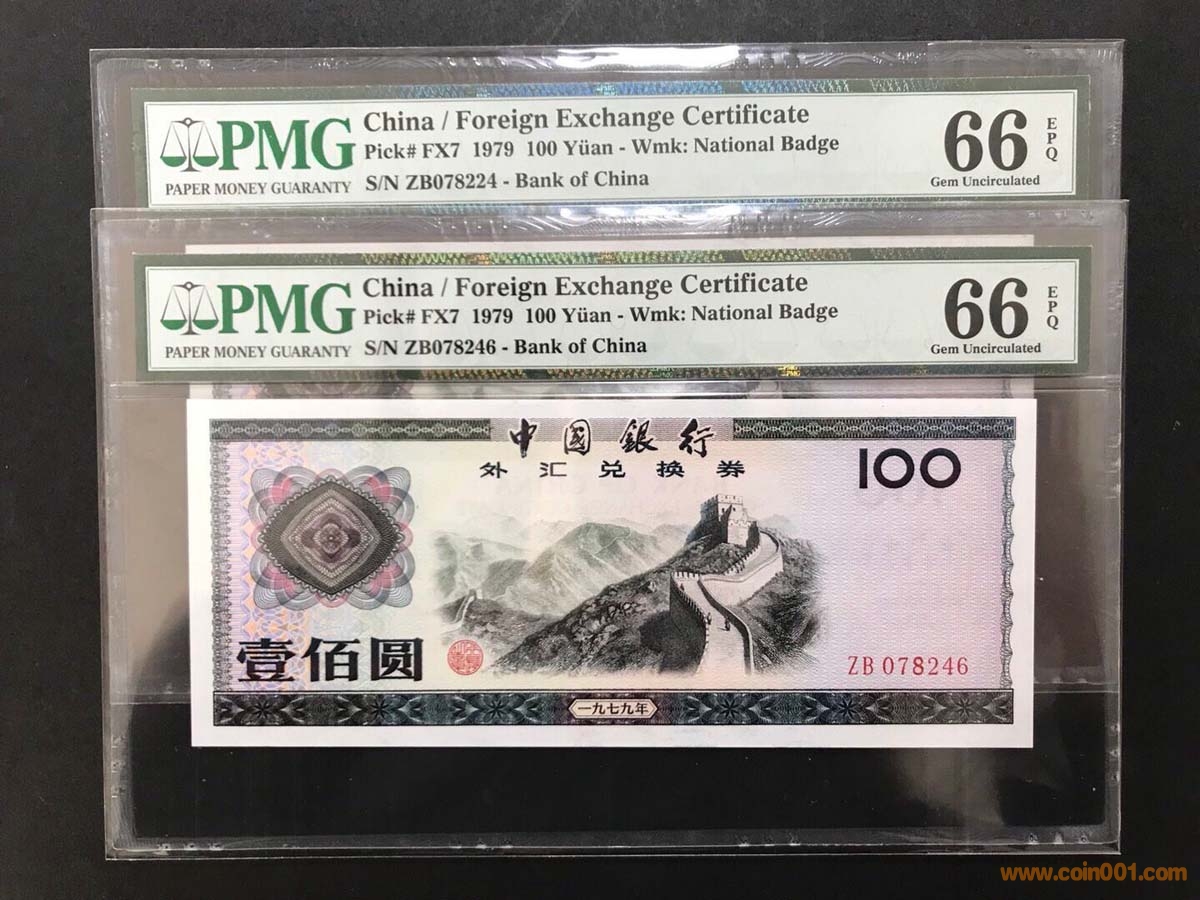 PMG
PAPER MONEY GUARANTY
China / Foreign Exchange Certificate
Pick# FX7 1979 100 Yüan - Wmk: National Badge
S/N ZB078224 - Bank of China
66
EPQ
Gem Uncirculated
PMG
PAPER MONEY GUARANTY
China / Foreign Exchange Certificate
Pick# FX7 1979 100 Yüan - Wmk: National Badge
S/N ZB078246 - Bank of China
66
EPQ
Gem Uncirculated
中國銀行
外汇兑换券
100
壹佰圆
ZB 078246
一九七九年
www.coin001.com